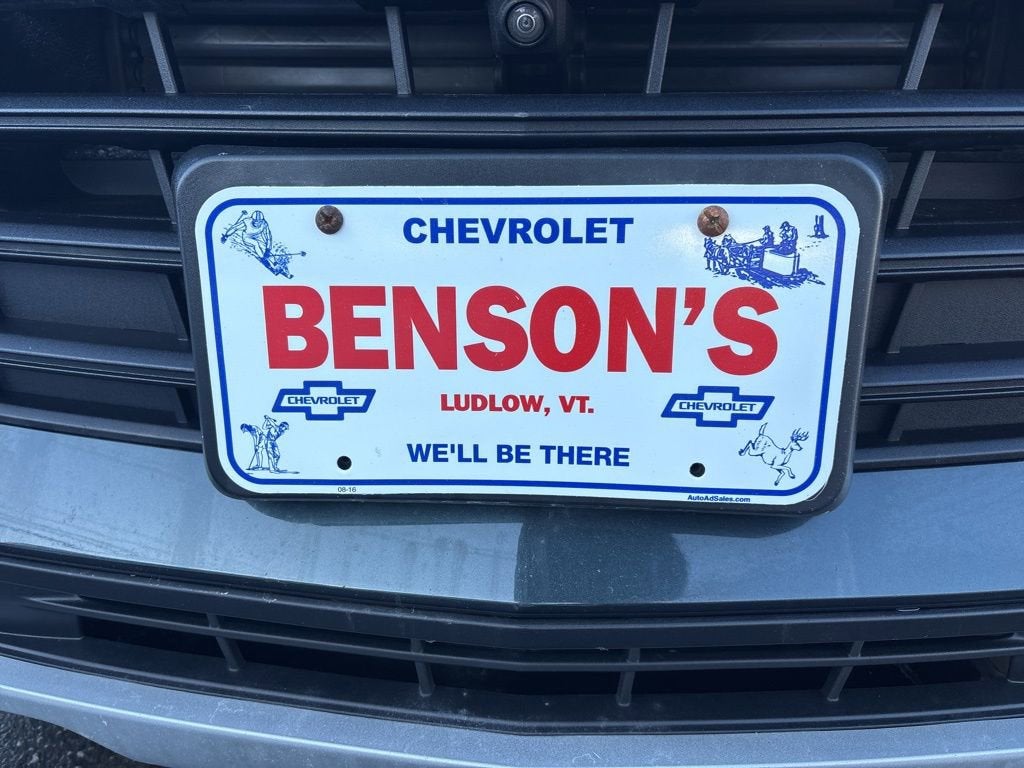 CHEVROLET
BENSON'S
CHEVROLET
LUDLOW, VT.
CHEVROLET
WE'LL BE THERE
08-16
AutoAdSales.com